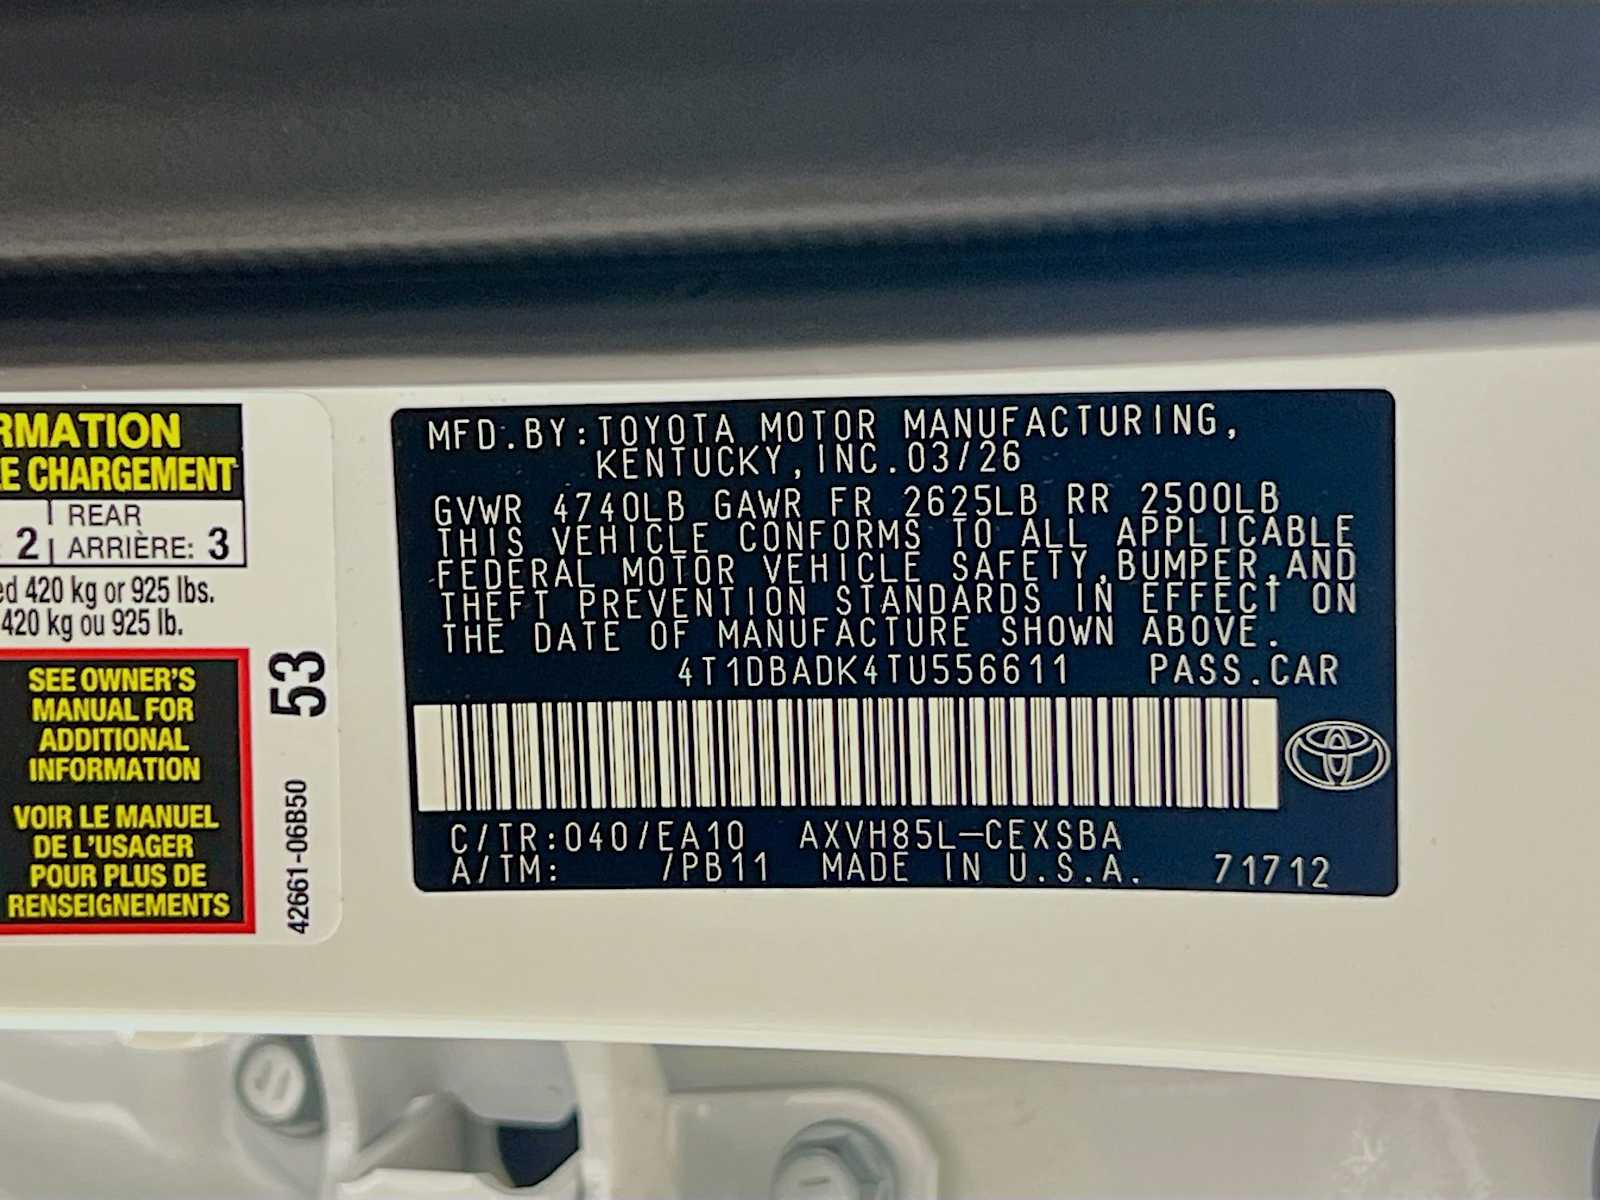 RMATION
E CHARGEMENT
REAR
: 2 ARRIÈRE: 3
ed 420 kg or 925 lbs.
420 kg ou 925 lb.
SEE OWNER'S
MANUAL FOR
ADDITIONAL
INFORMATION
VOIR LE MANUEL
DE L'USAGER
POUR PLUS DE
RENSEIGNEMENTS
53
42661-06B50
MFD.BY:TOYOTA MOTOR MANUFACTURING,
KENTUCKY,INC.03/26
GVWR 4740LB GAWR FR 2625LB RR 2500LB
THIS VEHICLE CONFORMS TO ALL APPLICABLE
FEDERAL MOTOR VEHICLE SAFETY,BUMPER,AND
THEFT PREVENTION STANDARDS IN EFFECT ON
THE DATE OF MANUFACTURE SHOWN ABOVE.
4T1DBADK4TU556611 PASS.CAR
C/TR:040/EA10 AXVH85L-CEXSBA
A/TM: /PB11 MADE IN U.S.A. 71712